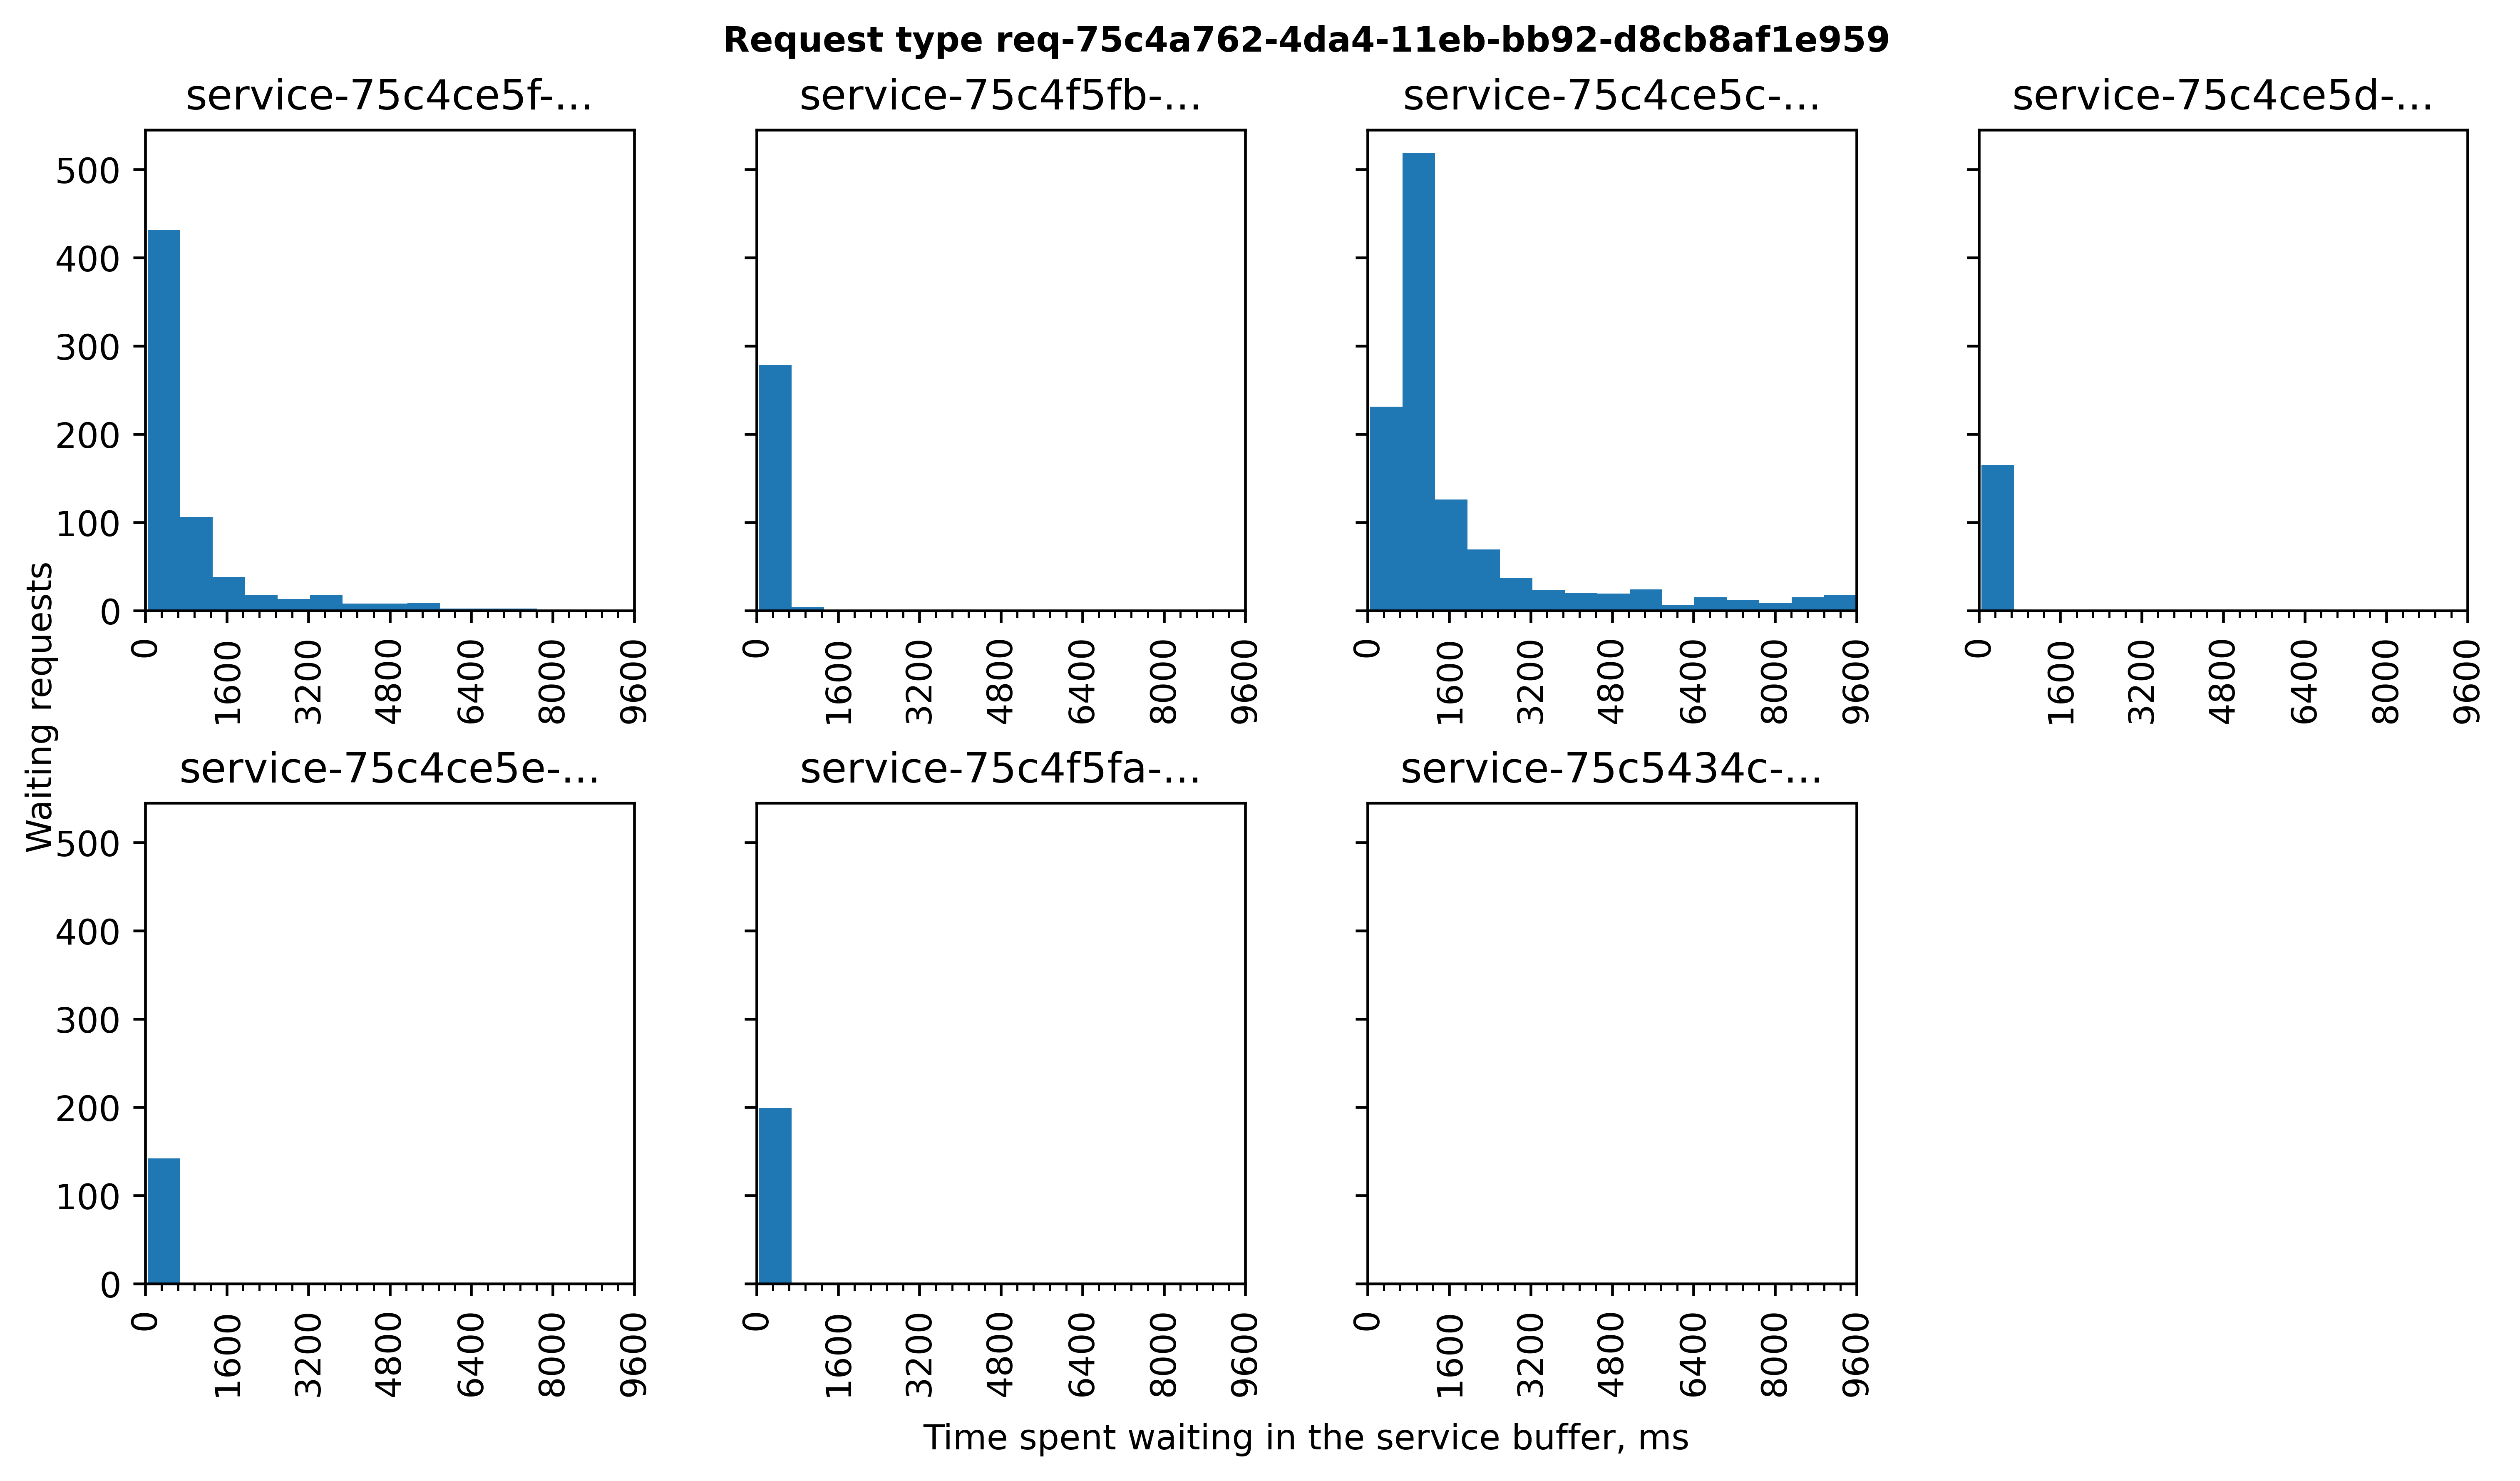 Request type req-75c4a762-4da4-11eb-bb92-d8cb8af1e959
service-75c4ce5f-...
service-75c4f5fb-...
service-75c4ce5c-...
service-75c4ce5d-...
500
400
300
200
100
0
0 1600 3200 4800 6400 8000 9600
0 1600 3200 4800 6400 8000 9600
0 1600 3200 4800 6400 8000 9600
0 1600 3200 4800 6400 8000 9600
Waiting requests
service-75c4ce5e-...
service-75c4f5fa-...
service-75c5434c-...
500
400
300
200
100
0
0 1600 3200 4800 6400 8000 9600
0 1600 3200 4800 6400 8000 9600
0 1600 3200 4800 6400 8000 9600
Time spent waiting in the service buffer, ms